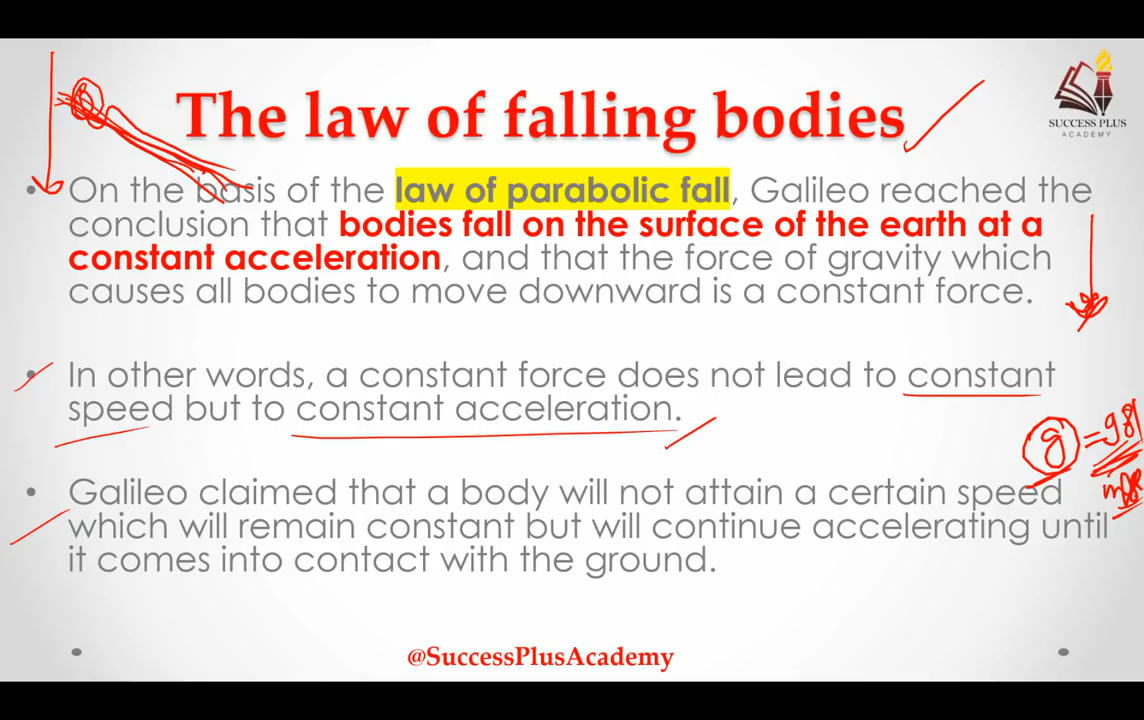 SUCCESS PLUS
ACADEMY
The law of falling bodies
• On the basis of the law of parabolic fall, Galileo reached the
conclusion that bodies fall on the surface of the earth at a
constant acceleration, and that the force of gravity which
causes all bodies to move downward is a constant force.
• In other words, a constant force does not lead to constant
speed but to constant acceleration.
g = 981
• Galileo claimed that a body will not attain a certain speed
which will remain constant but will continue accelerating until
it comes into contact with the ground.
@SuccessPlusAcademy